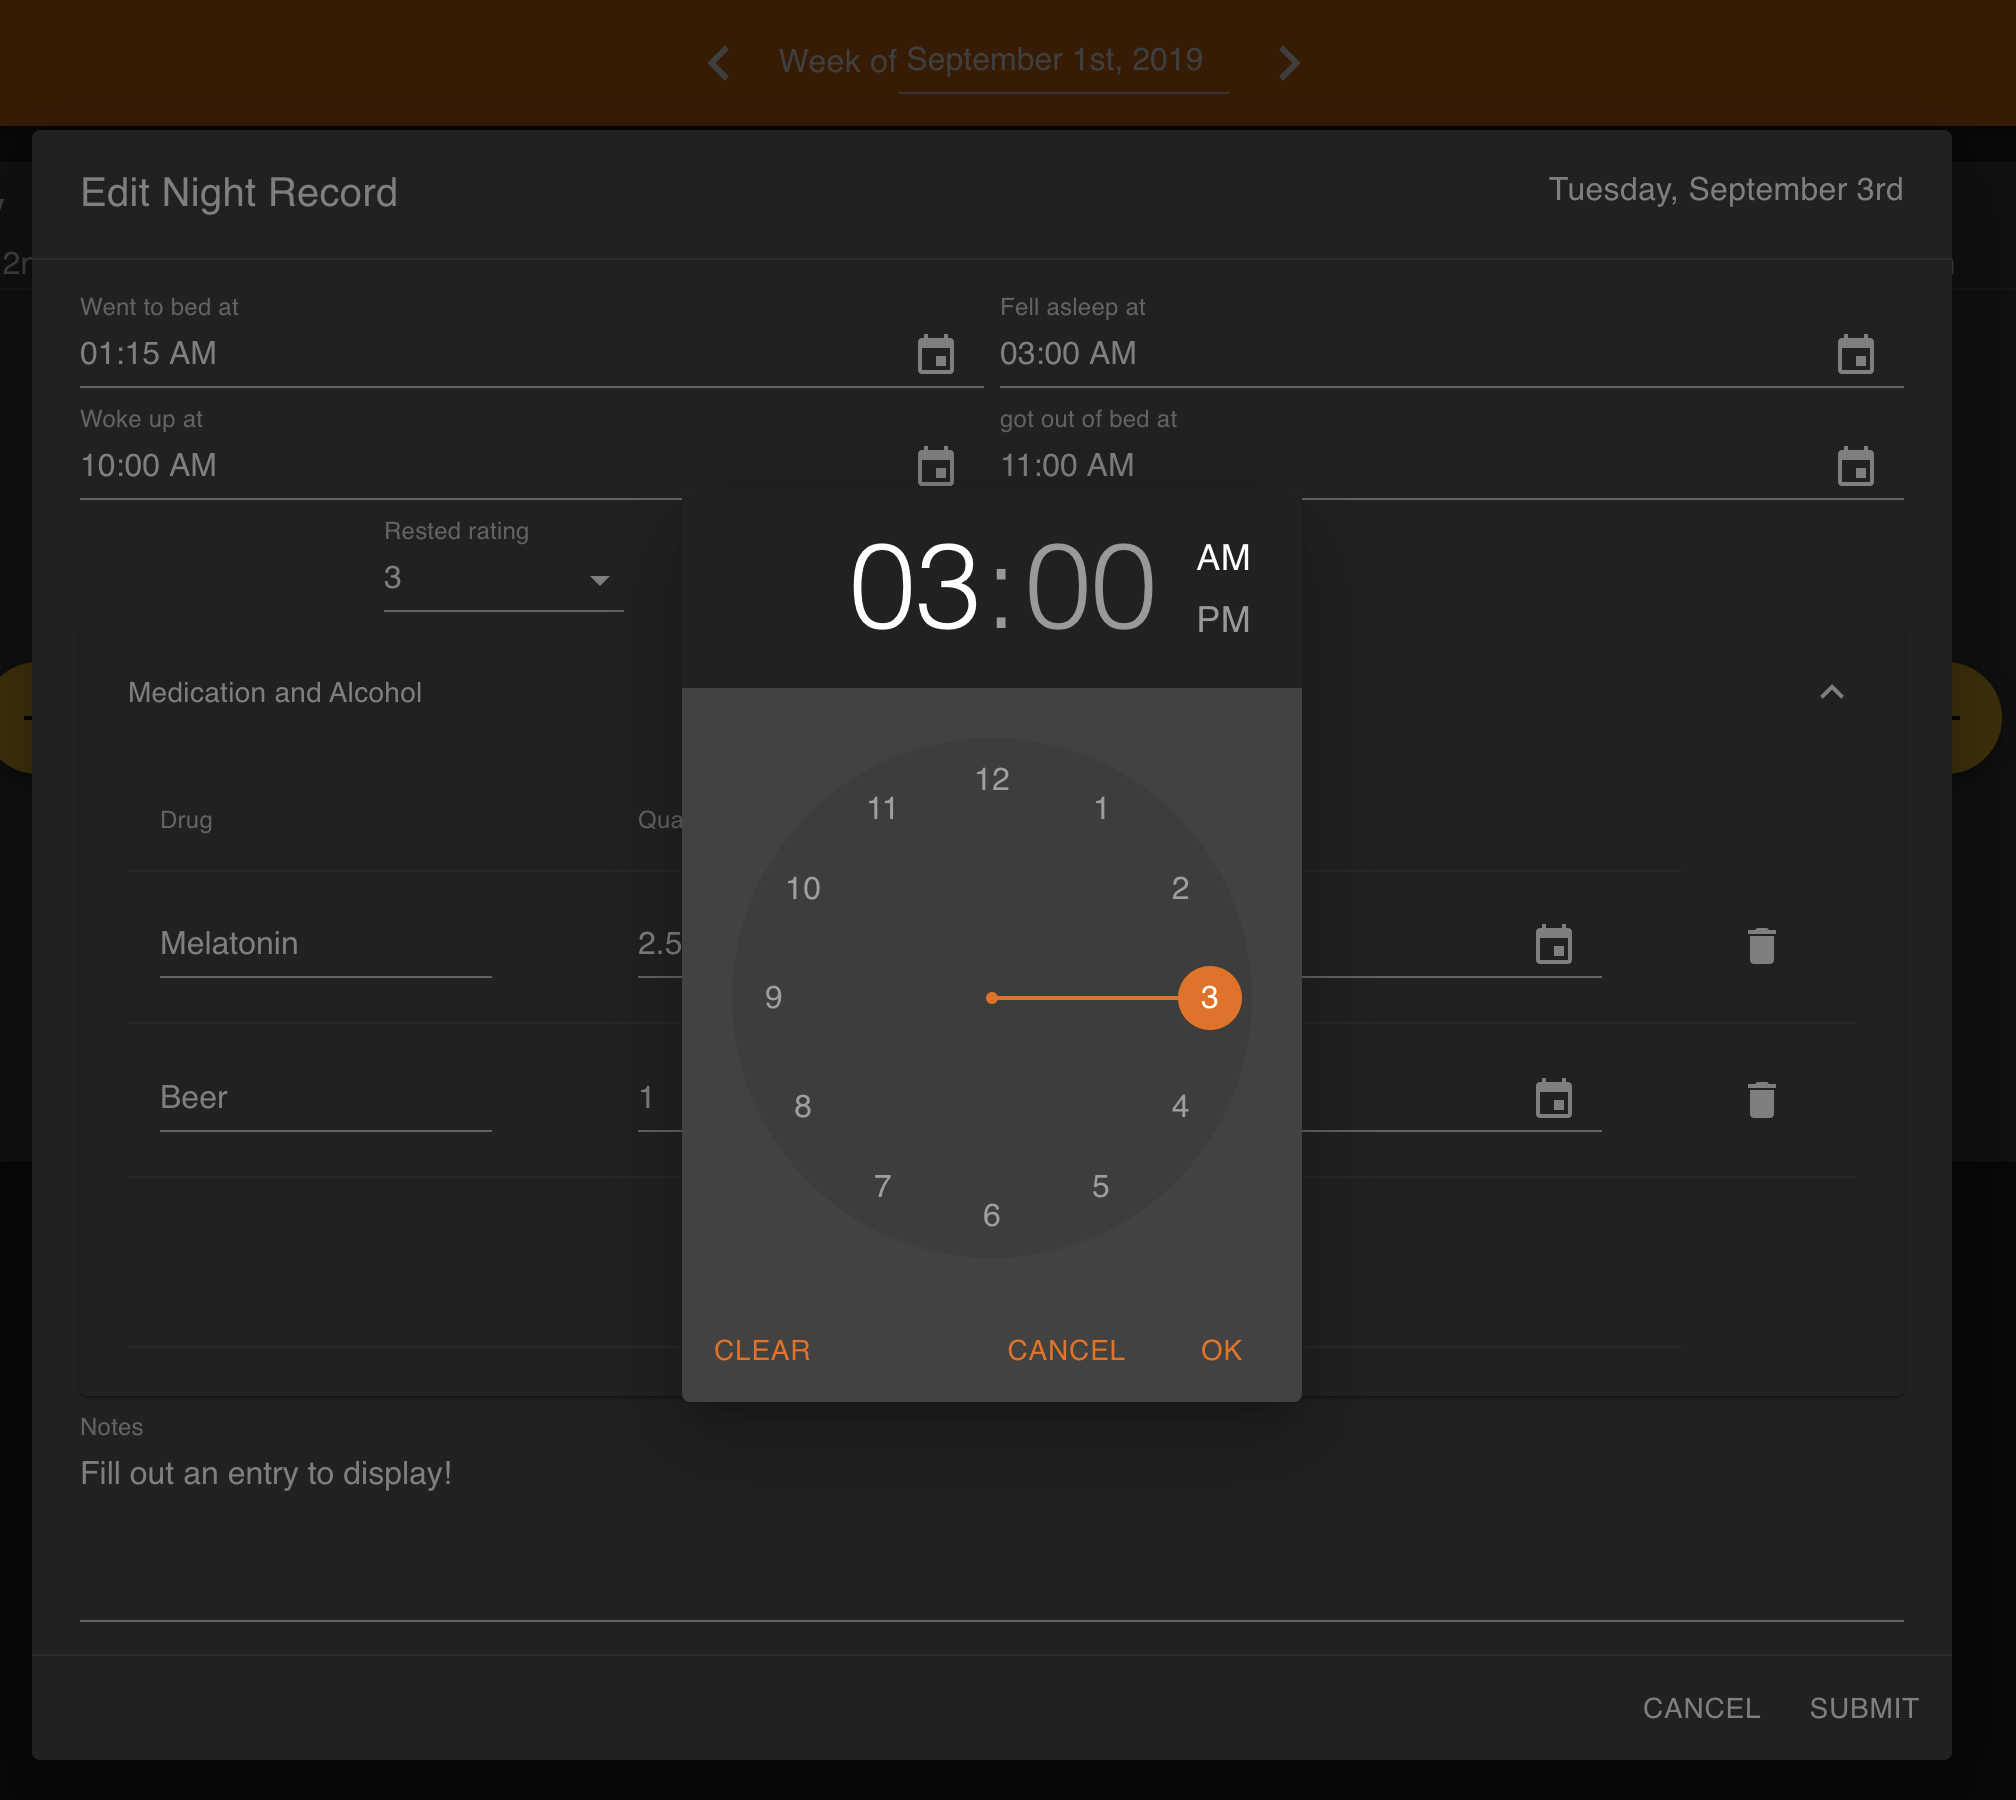 Week of September 1st, 2019
Edit Night Record
Tuesday, September 3rd
Went to bed at
Fell asleep at
01:15 AM
03:00 AM
Woke up at
got out of bed at
10:00 AM
11:00 AM
Rested rating
3
03:00
AM
PM
Medication and Alcohol
12
11
1
10
2
9
3
8
4
7
5
6
Drug
Melatonin
2.5
Beer
1
CLEAR
CANCEL
OK
Notes
Fill out an entry to display!
CANCEL
SUBMIT